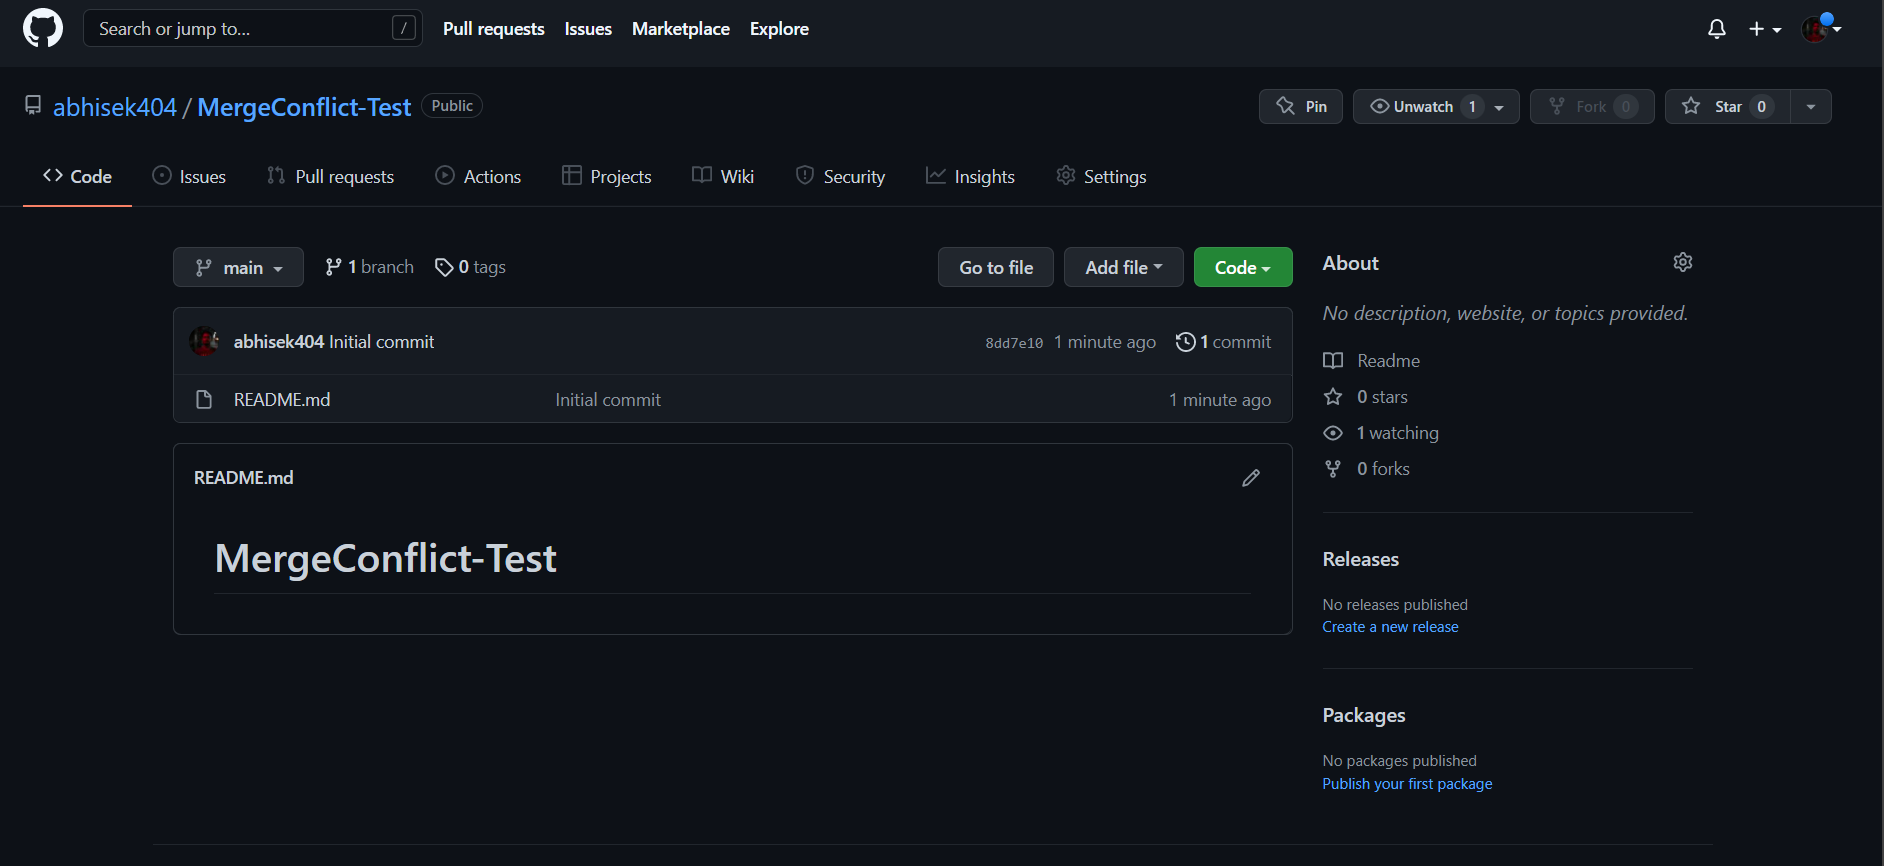 Search or jump to... /
Pull requests Issues Marketplace Explore
abhisek404 / MergeConflict-Test Public
Pin Unwatch 1 Fork 0 Star 0
Code Issues Pull requests Actions Projects Wiki Security Insights Settings
main 1 branch 0 tags Go to file Add file Code
abhisek404 Initial commit 8dd7e10 1 minute ago 1 commit
README.md Initial commit 1 minute ago
README.md
MergeConflict-Test
About
No description, website, or topics provided.
Readme
0 stars
1 watching
0 forks
Releases
No releases published
Create a new release
Packages
No packages published
Publish your first package